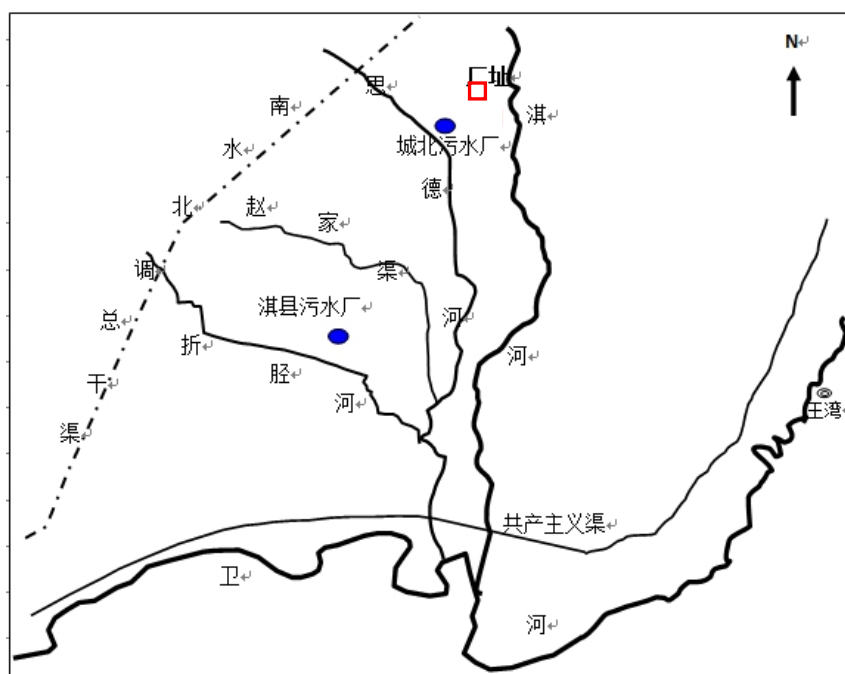 N
厂址
思
德
河
淇
河
城北污水厂
南
水
北
调
总
干
渠
赵
家
渠
淇县污水厂
折
胫
河
王湾
共产主义渠
卫
河